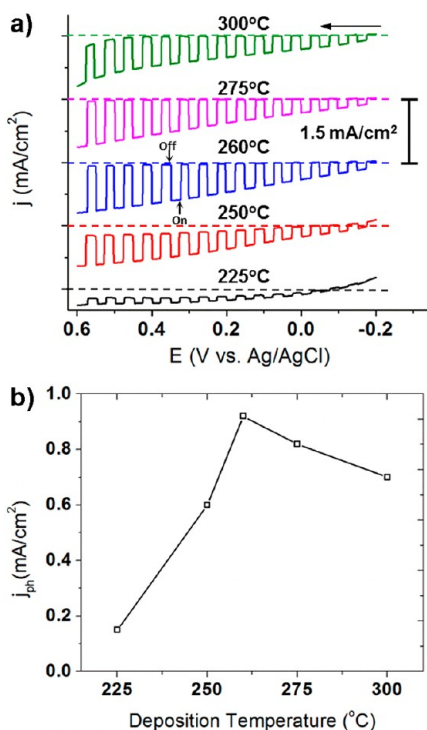 a)
300°C
275°C
1.5 mA/cm²
Off
260°C
On
250°C
225°C
j (mA/cm²)
0.6 0.4 0.2 0.0 -0.2
E (V vs. Ag/AgCl)
b)
1.0
0.8
0.6
0.4
0.2
0.0
jₚₕ(mA/cm²)
225 250 275 300
Deposition Temperature (°C)